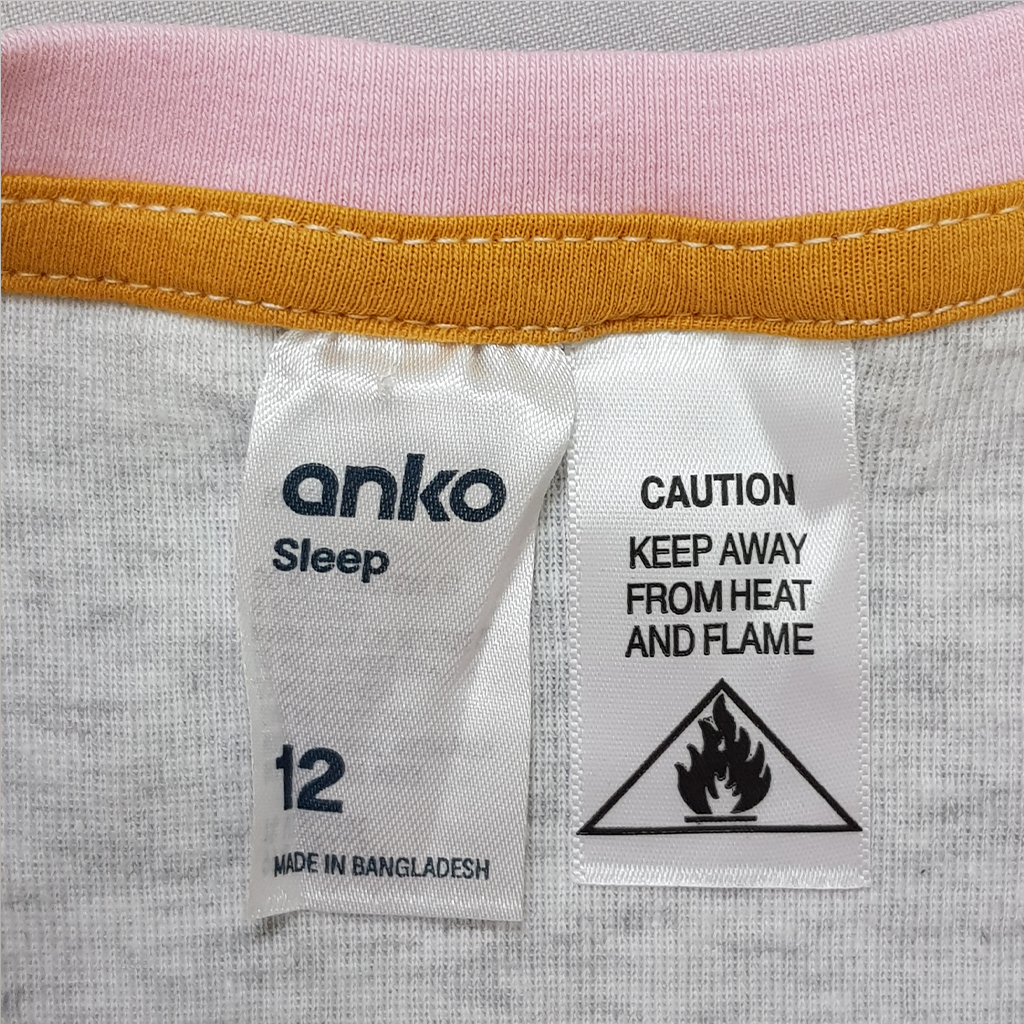 anko
Sleep
12
MADE IN BANGLADESH
CAUTION
KEEP AWAY
FROM HEAT
AND FLAME